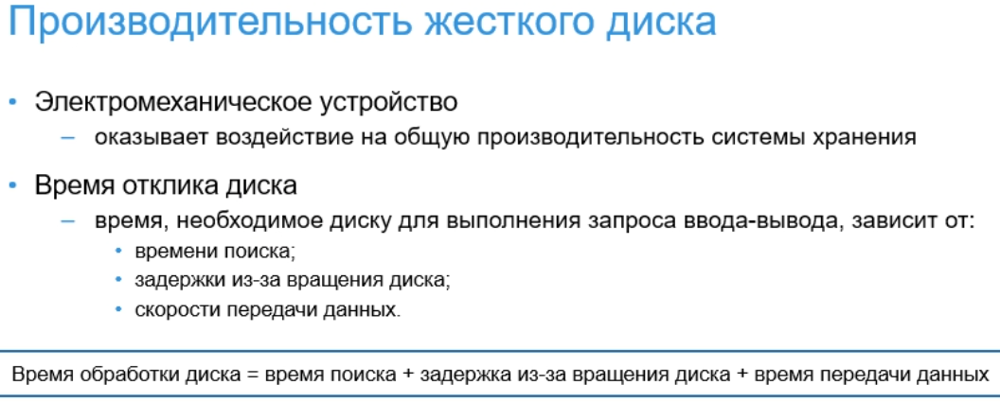 Производительность жесткого диска
• Электромеханическое устройство
– оказывает воздействие на общую производительность системы хранения
• Время отклика диска
– время, необходимое диску для выполнения запроса ввода-вывода, зависит от:
• времени поиска;
• задержки из-за вращения диска;
• скорости передачи данных.
Время обработки диска = время поиска + задержка из-за вращения диска + время передачи данных